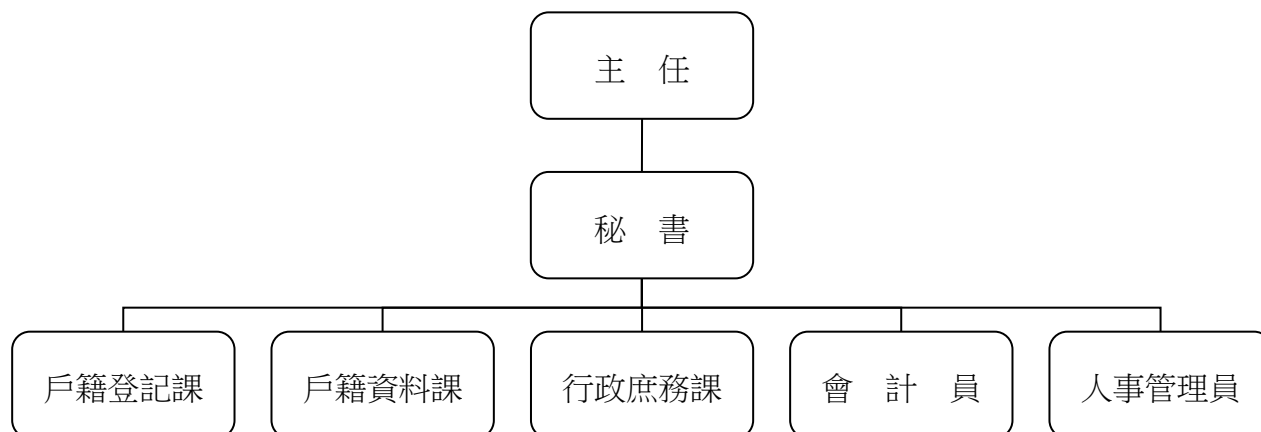 主　任
秘　書
戶籍登記課
戶籍資料課
行政庶務課
會　計　員
人事管理員